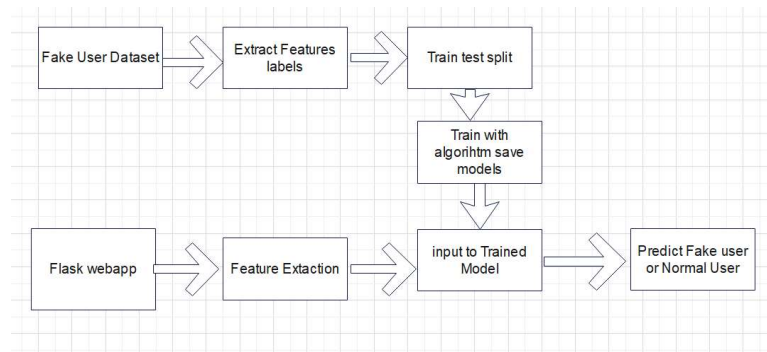 Fake User Dataset
Extract Features
labels
Train test split
Train with
algorihtm save
models
Flask webapp
Feature Extaction
input to Trained
Model
Predict Fake user
or Normal User